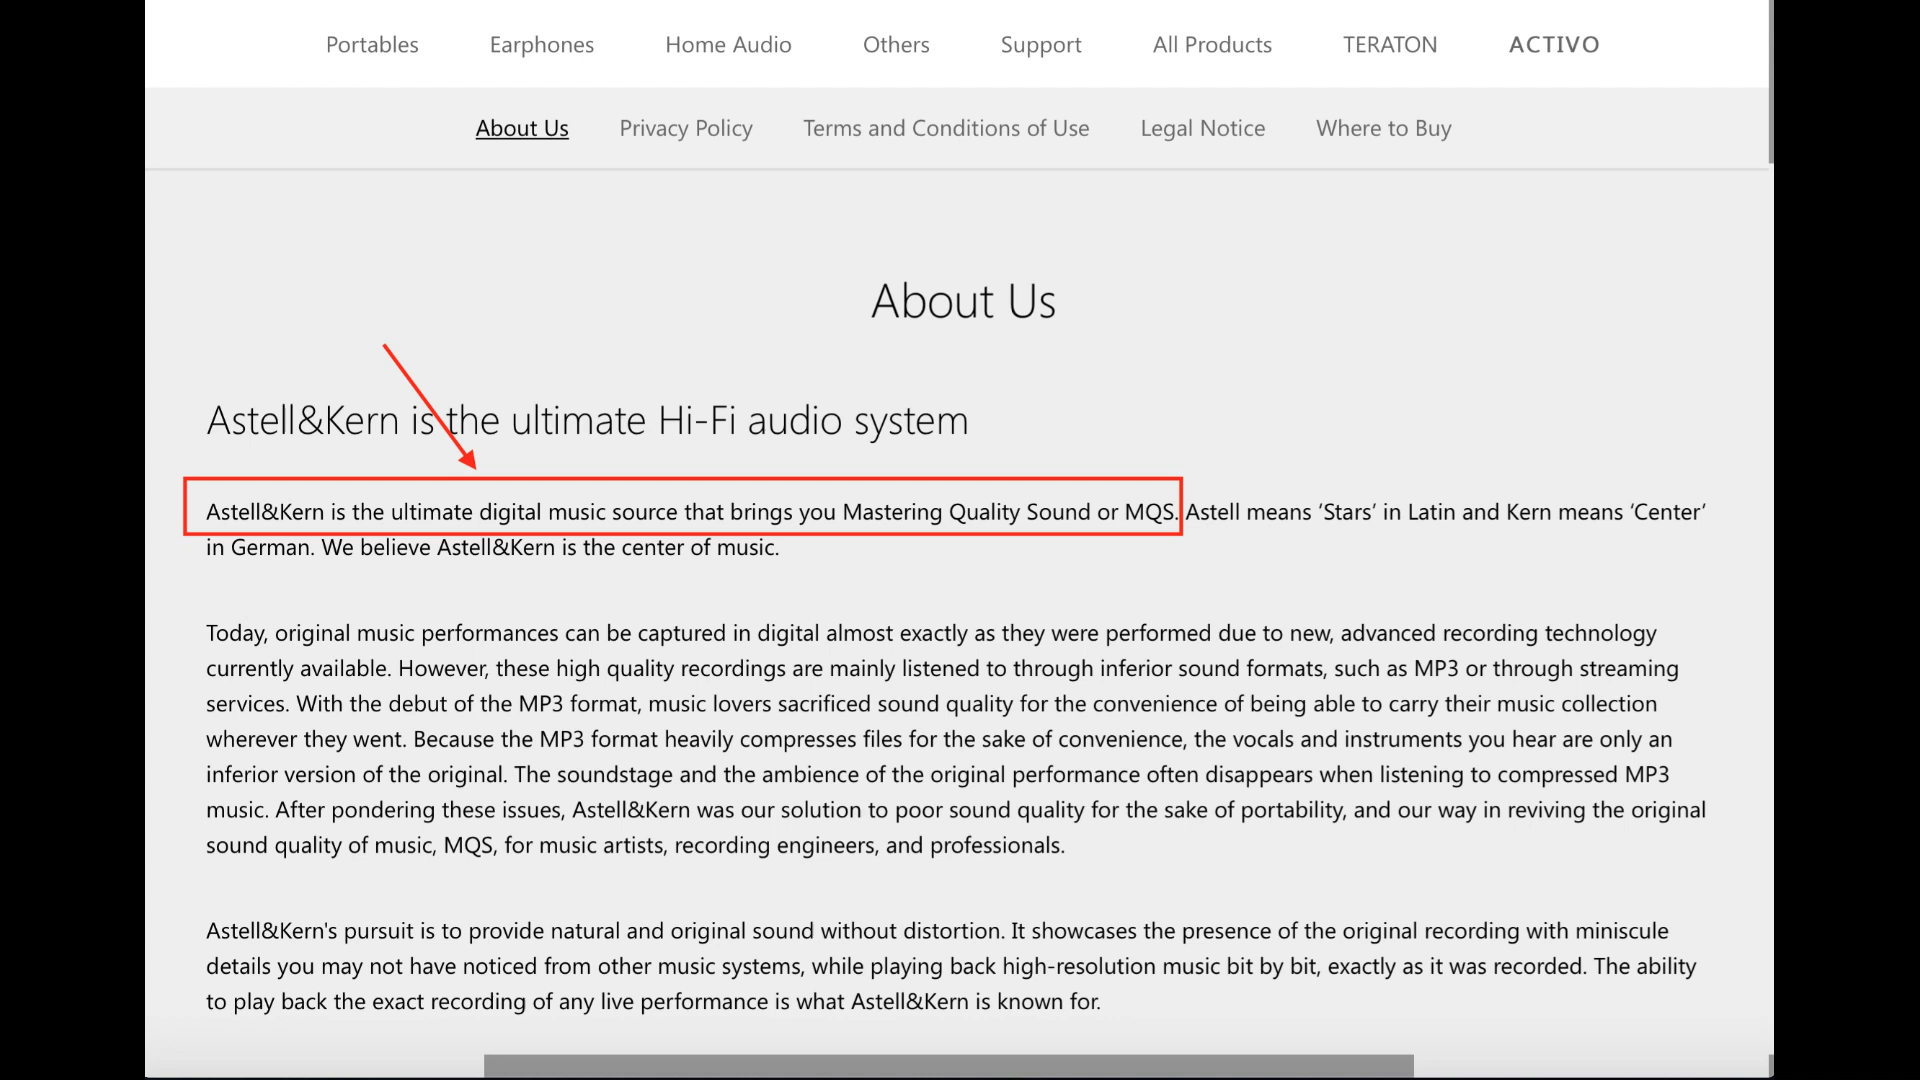 Portables Earphones Home Audio Others Support All Products TERATON ACTIVO
About Us Privacy Policy Terms and Conditions of Use Legal Notice Where to Buy
About Us
Astell&Kern is the ultimate Hi-Fi audio system
Astell&Kern is the ultimate digital music source that brings you Mastering Quality Sound or MQS. Astell means ‘Stars’ in Latin and Kern means ‘Center’
in German. We believe Astell&Kern is the center of music.
Today, original music performances can be captured in digital almost exactly as they were performed due to new, advanced recording technology
currently available. However, these high quality recordings are mainly listened to through inferior sound formats, such as MP3 or through streaming
services. With the debut of the MP3 format, music lovers sacrificed sound quality for the convenience of being able to carry their music collection
wherever they went. Because the MP3 format heavily compresses files for the sake of convenience, the vocals and instruments you hear are only an
inferior version of the original. The soundstage and the ambience of the original performance often disappears when listening to compressed MP3
music. After pondering these issues, Astell&Kern was our solution to poor sound quality for the sake of portability, and our way in reviving the original
sound quality of music, MQS, for music artists, recording engineers, and professionals.
Astell&Kern's pursuit is to provide natural and original sound without distortion. It showcases the presence of the original recording with miniscule
details you may not have noticed from other music systems, while playing back high-resolution music bit by bit, exactly as it was recorded. The ability
to play back the exact recording of any live performance is what Astell&Kern is known for.